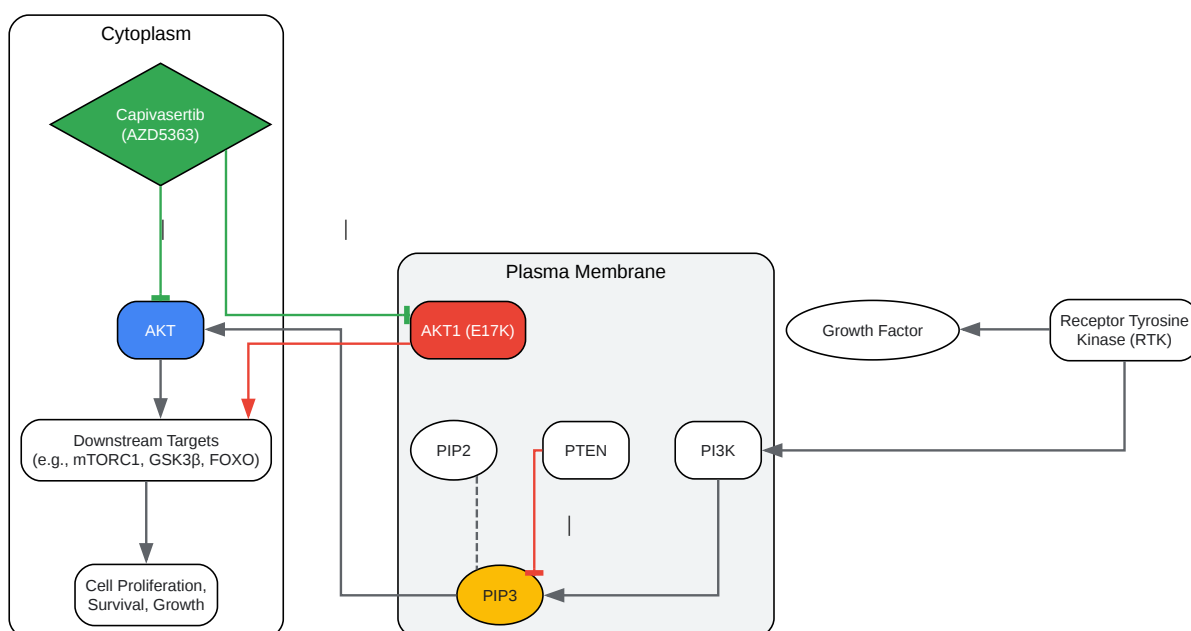 Cytoplasm
Capivasertib
(AZD5363)
|
|
Plasma Membrane
AKT
AKT1 (E17K)
Growth Factor
Receptor Tyrosine
Kinase (RTK)
Downstream Targets
(e.g., mTORC1, GSK3β, FOXO)
PIP2
PTEN
PI3K
|
Cell Proliferation,
Survival, Growth
PIP3